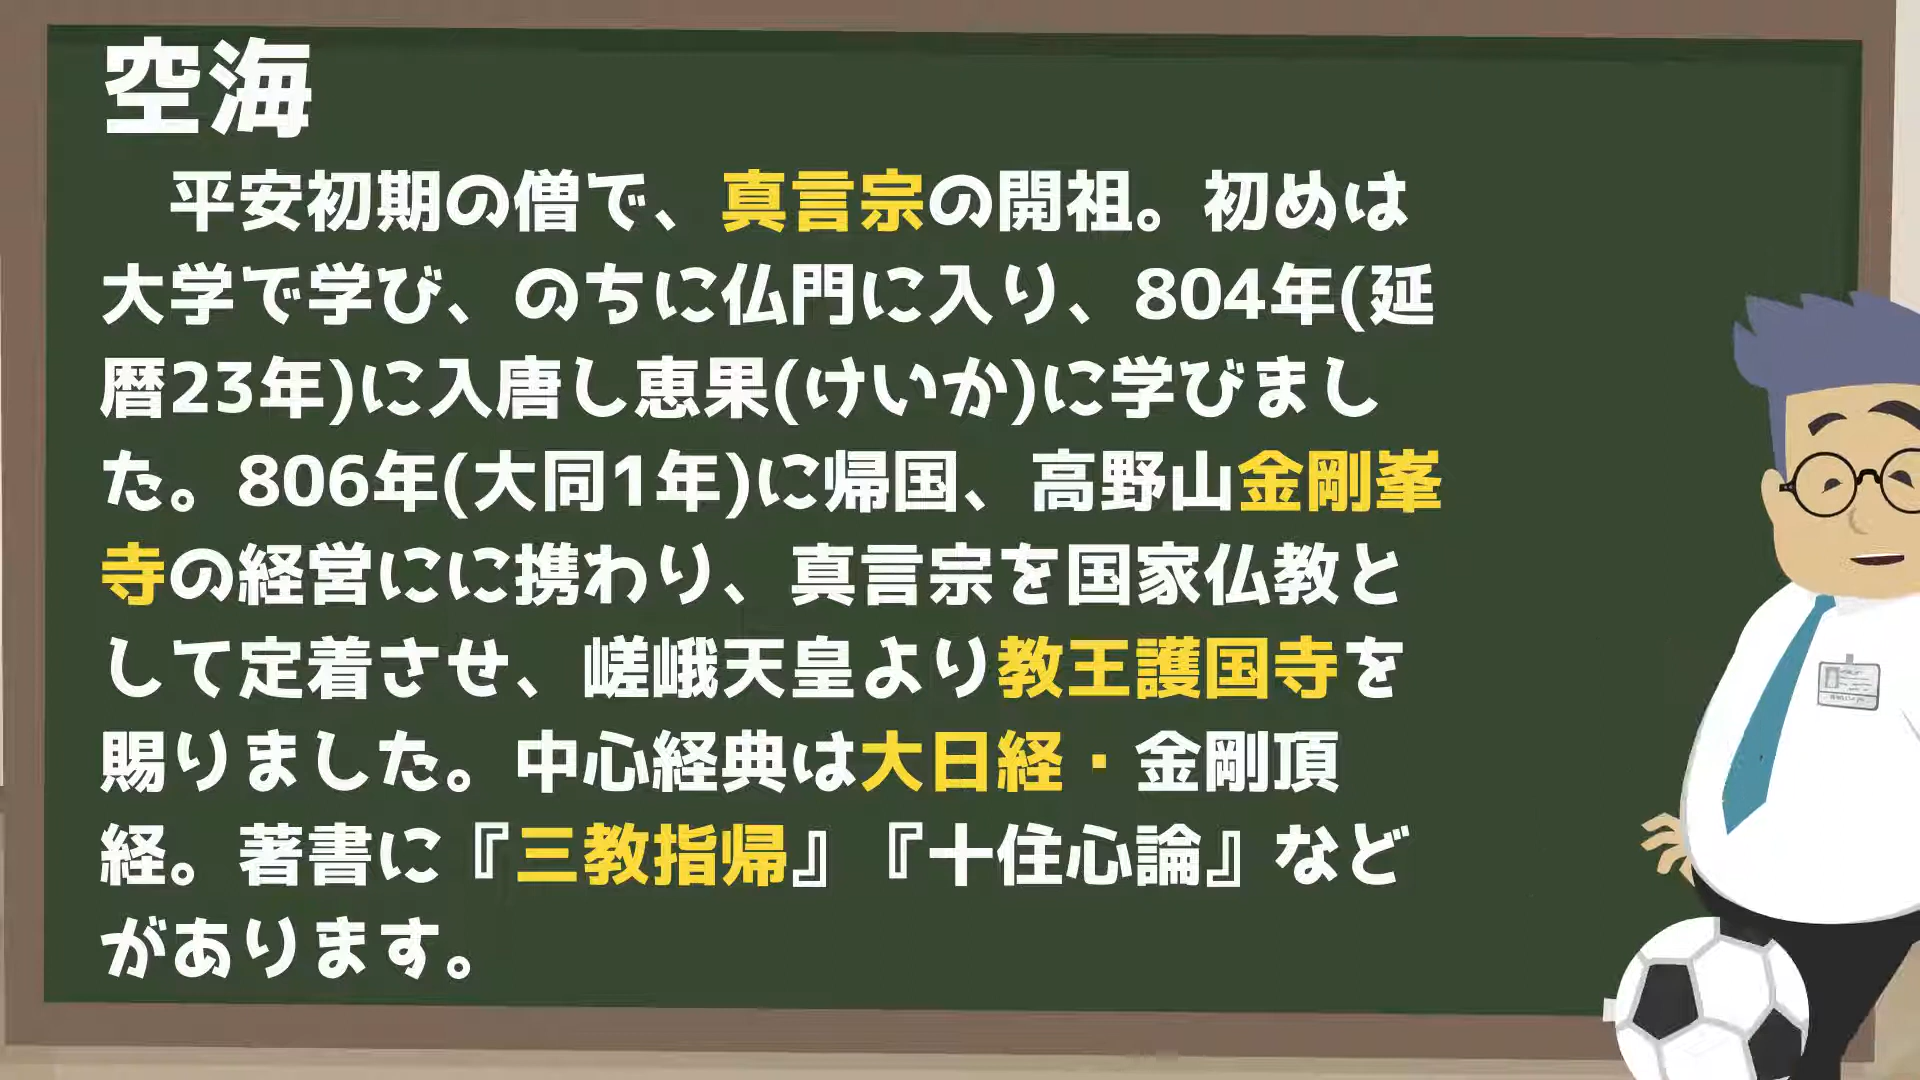 空海
平安初期の僧で、真言宗の開祖。初めは
大学で学び、のちに仏門に入り、804年(延
暦23年)に入唐し恵果(けいか)に学びまし
た。806年(大同1年)に帰国、高野山金剛峯
寺の経営にに携わり、真言宗を国家仏教と
して定着させ、嵯峨天皇より教王護国寺を
賜りました。中心経典は大日経・金剛頂
経。著書に『三教指帰』『十住心論』など
があります。